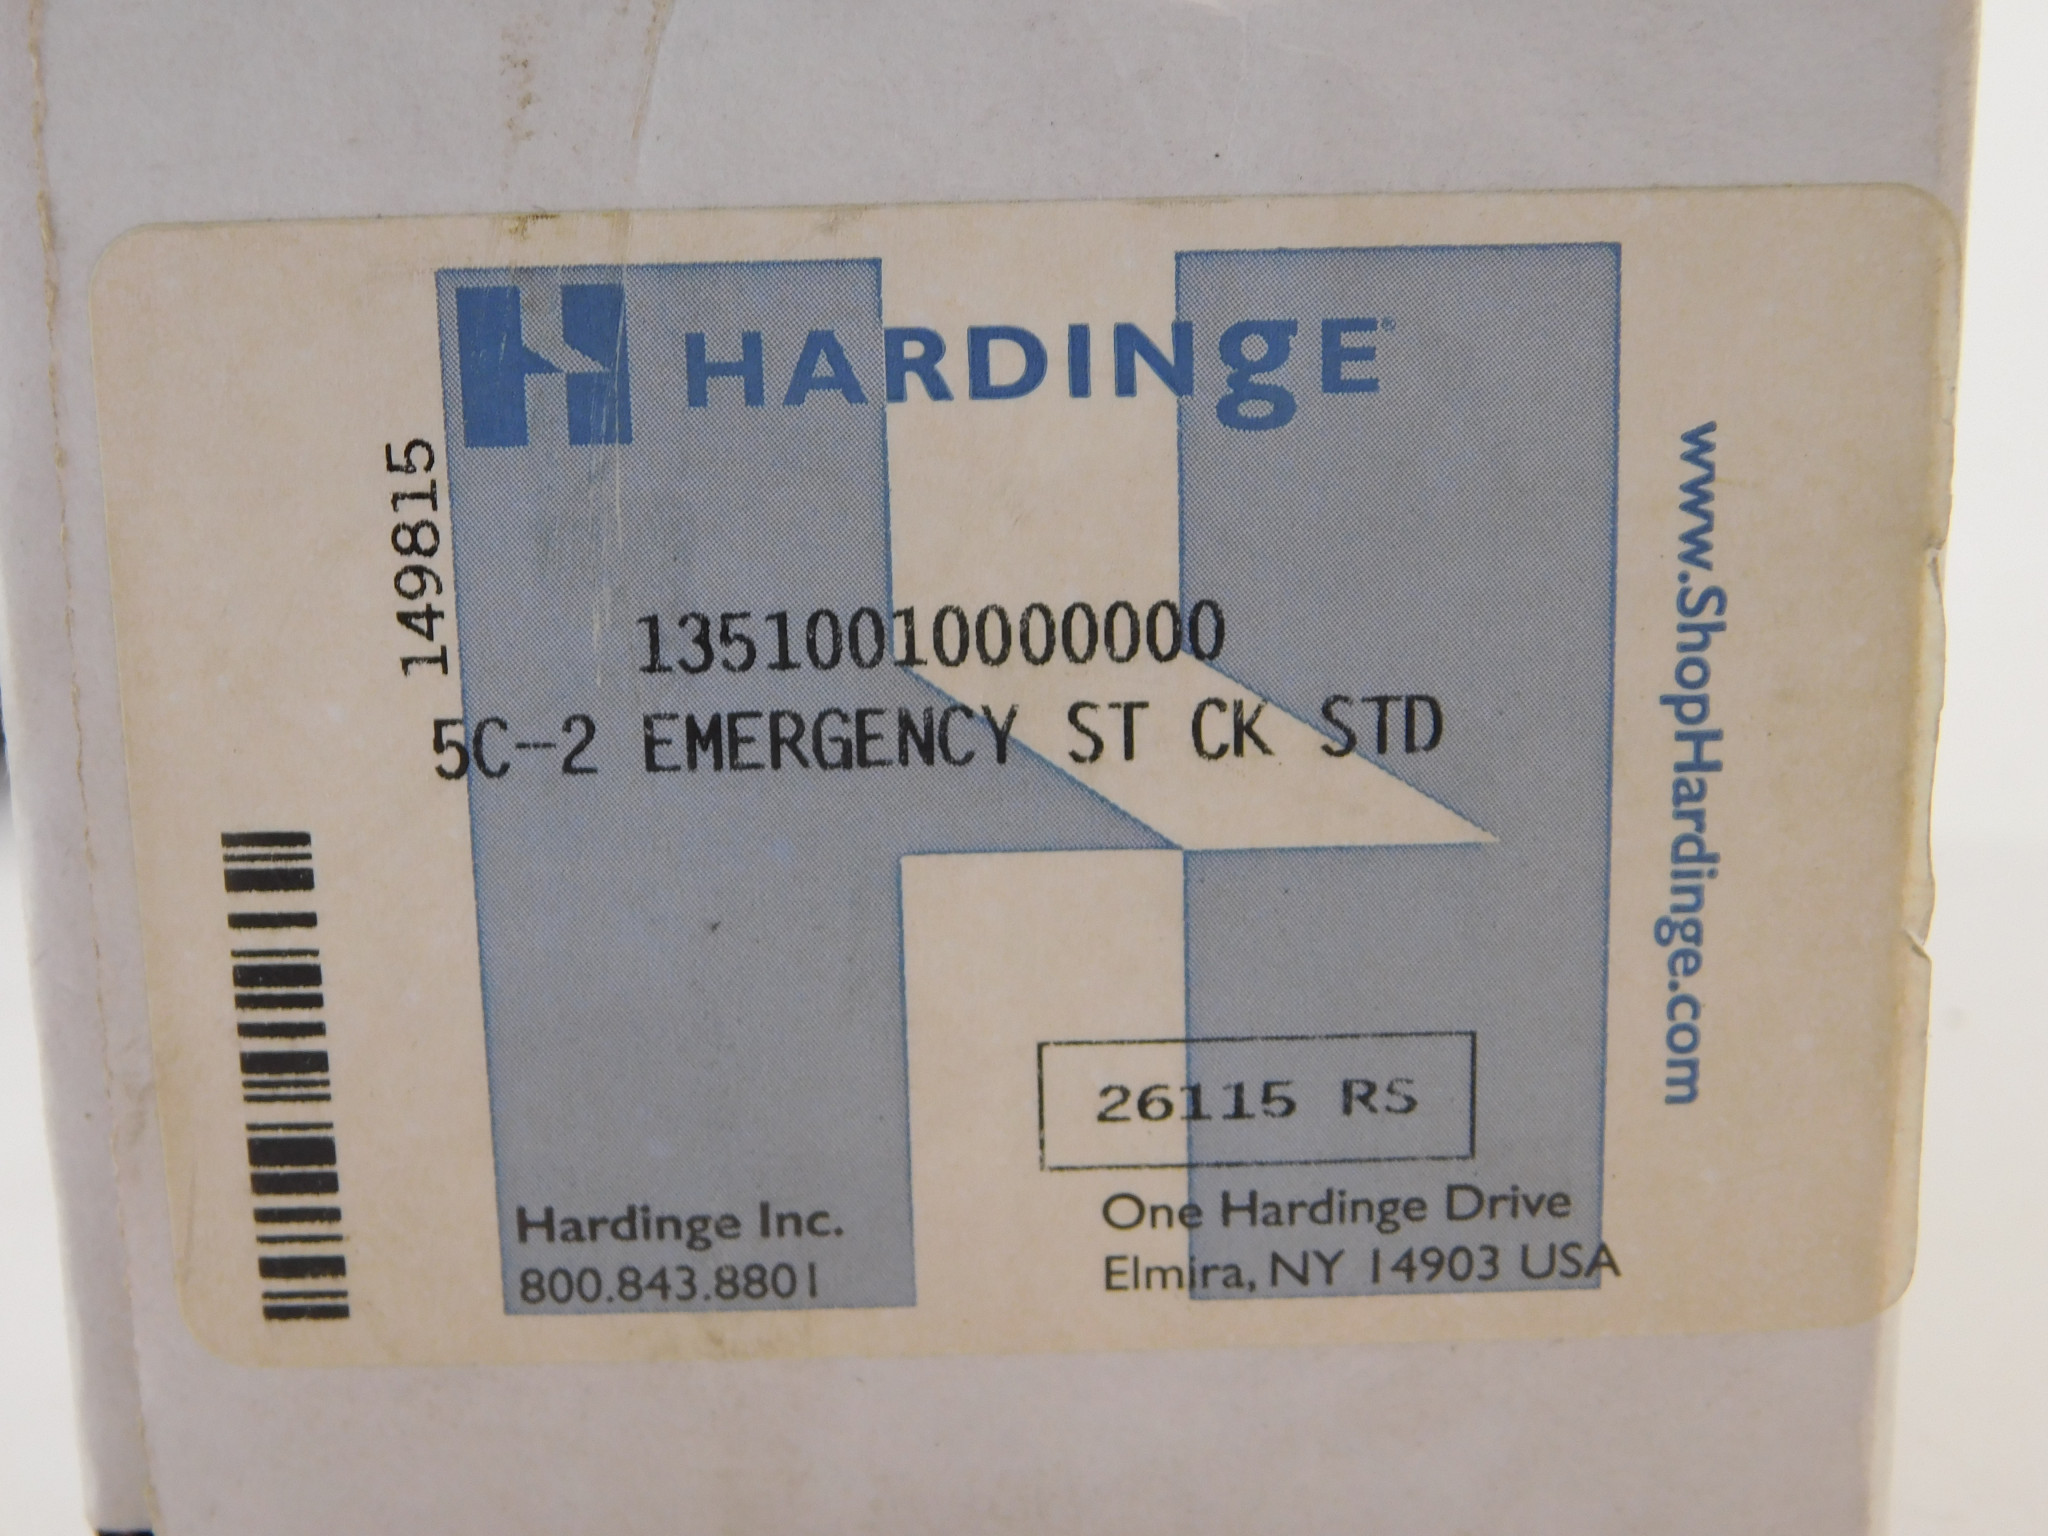 HARDINgE®
149815
13510010000000
5C-2 EMERGENCY ST CK STD
www.ShopHardinge.com
26115 RS
Hardinge Inc.
800.843.8801
One Hardinge Drive
Elmira, NY 14903 USA